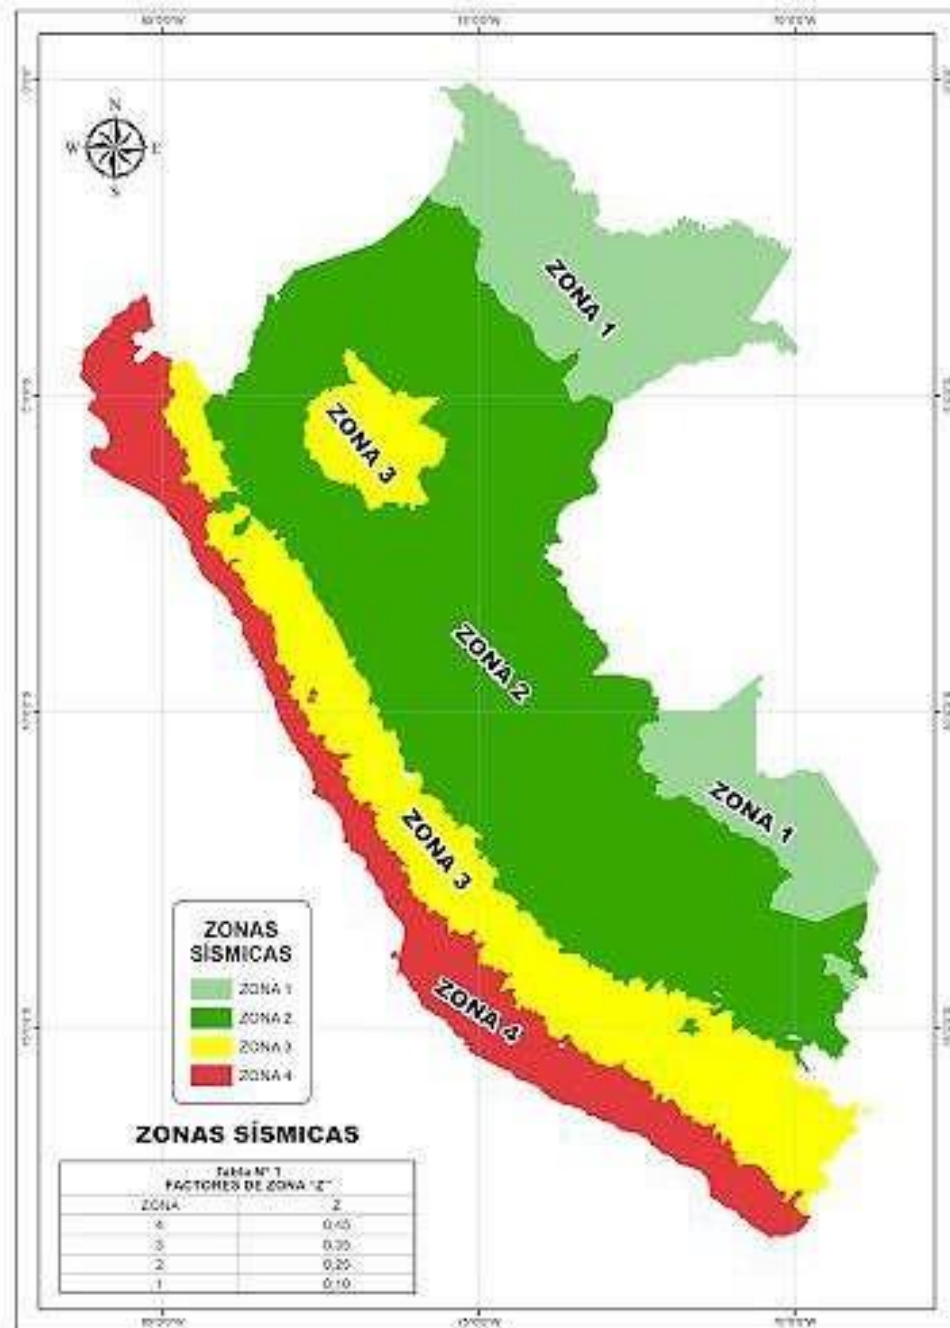 N
W E
S
ZONA 1
ZONA 3
ZONA 2
ZONA 1
ZONA 3
ZONA 4
ZONAS
SÍSMICAS
ZONA 1
ZONA 2
ZONA 3
ZONA 4
ZONAS SÍSMICAS
Tabla N° 1
FACTORES DE ZONA "Z"
ZONA Z
4 0,45
3 0,35
2 0,25
1 0,10